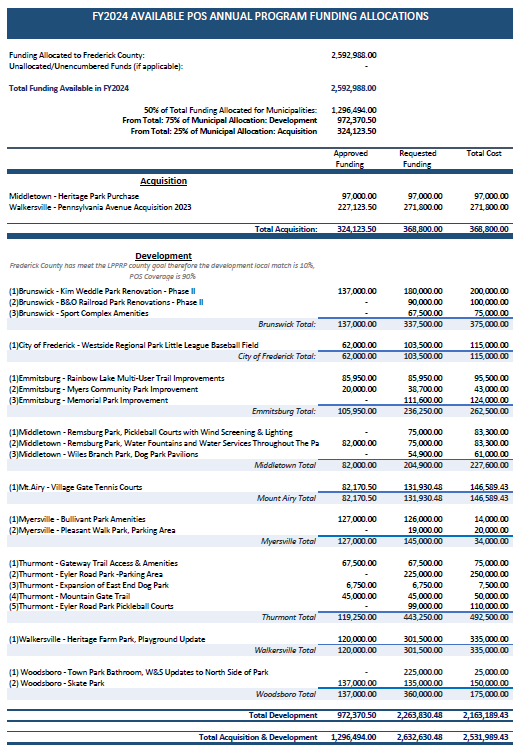 FY2024 AVAILABLE POS ANNUAL PROGRAM FUNDING ALLOCATIONS
Funding Allocated to Frederick County: 2,592,988.00
Unallocated/Unencumbered Funds (if applicable): -
Total Funding Available in FY2024 2,592,988.00
50% of Total Funding Allocated for Municipalities: 1,296,494.00
From Total: 75% of Municipal Allocation: Development 972,370.50
From Total: 25% of Municipal Allocation: Acquisition 324,123.50
Approved Funding Requested Funding Total Cost
Acquisition
Middletown - Heritage Park Purchase 97,000.00 97,000.00 97,000.00
Walkersville - Pennsylvania Avenue Acquisition 2023 227,123.50 271,800.00 271,800.00
Total Acquisition: 324,123.50 368,800.00 368,800.00
Development
Frederick County has meet the LPPRP county goal therefore the development local match is 10%,
POS Coverage is 90%
(1)Brunswick - Kim Weddle Park Renovation - Phase II 137,000.00 180,000.00 200,000.00
(2)Brunswick - B&O Railroad Park Renovations - Phase II - 90,000.00 100,000.00
(3)Brunswick - Sport Complex Amenities - 67,500.00 75,000.00
Brunswick Total: 137,000.00 337,500.00 375,000.00
(1)City of Frederick - Westside Regional Park Little League Baseball Field 62,000.00 103,500.00 115,000.00
City of Frederick Total: 62,000.00 103,500.00 115,000.00
(1)Emmitsburg - Rainbow Lake Multi-User Trail Improvements 85,950.00 85,950.00 95,500.00
(2)Emmitsburg - Myers Community Park Improvement 20,000.00 38,700.00 43,000.00
(3)Emmitsburg - Memorial Park Improvement - 111,600.00 124,000.00
Emmitsburg Total: 105,950.00 236,250.00 262,500.00
(1)Middletown - Remsburg Park, Pickleball Courts with Wind Screening & Lighting - 75,000.00 83,300.00
(2)Middletown - Remsburg Park, Water Fountains and Water Services Throughout The Pa 82,000.00 75,000.00 83,300.00
(3)Middletown - Wiles Branch Park, Dog Park Pavilions - 54,900.00 61,000.00
Middletown Total 82,000.00 204,900.00 227,600.00
(1)Mt.Airy - Village Gate Tennis Courts 82,170.50 131,930.48 146,589.43
Mount Airy Total 82,170.50 131,930.48 146,589.43
(1)Myersville - Bullivant Park Amenities 127,000.00 126,000.00 14,000.00
(2)Myersville - Pleasant Walk Park, Parking Area - 19,000.00 20,000.00
Myersville Total 127,000.00 145,000.00 34,000.00
(1)Thurmont - Gateway Trail Access & Amenities 67,500.00 67,500.00 75,000.00
(2)Thurmont - Eyler Road Park -Parking Area - 225,000.00 250,000.00
(3)Thurmont - Expansion of East End Dog Park 6,750.00 6,750.00 7,500.00
(4)Thurmont - Mountain Gate Trail 45,000.00 45,000.00 50,000.00
(5)Thurmont - Eyler Road Park Pickleball Courts - 99,000.00 110,000.00
Thurmont Total 119,250.00 443,250.00 492,500.00
(1)Walkersville - Heritage Farm Park, Playground Update 120,000.00 301,500.00 335,000.00
Walkersville Total 120,000.00 301,500.00 335,000.00
(1) Woodsboro - Town Park Bathroom, W&S Updates to North Side of Park - 225,000.00 25,000.00
(2) Woodsboro - Skate Park 137,000.00 135,000.00 150,000.00
Woodsboro Total 137,000.00 360,000.00 175,000.00
Total Development 972,370.50 2,263,830.48 2,163,189.43
Total Acquisition & Development 1,296,494.00 2,632,630.48 2,531,989.43